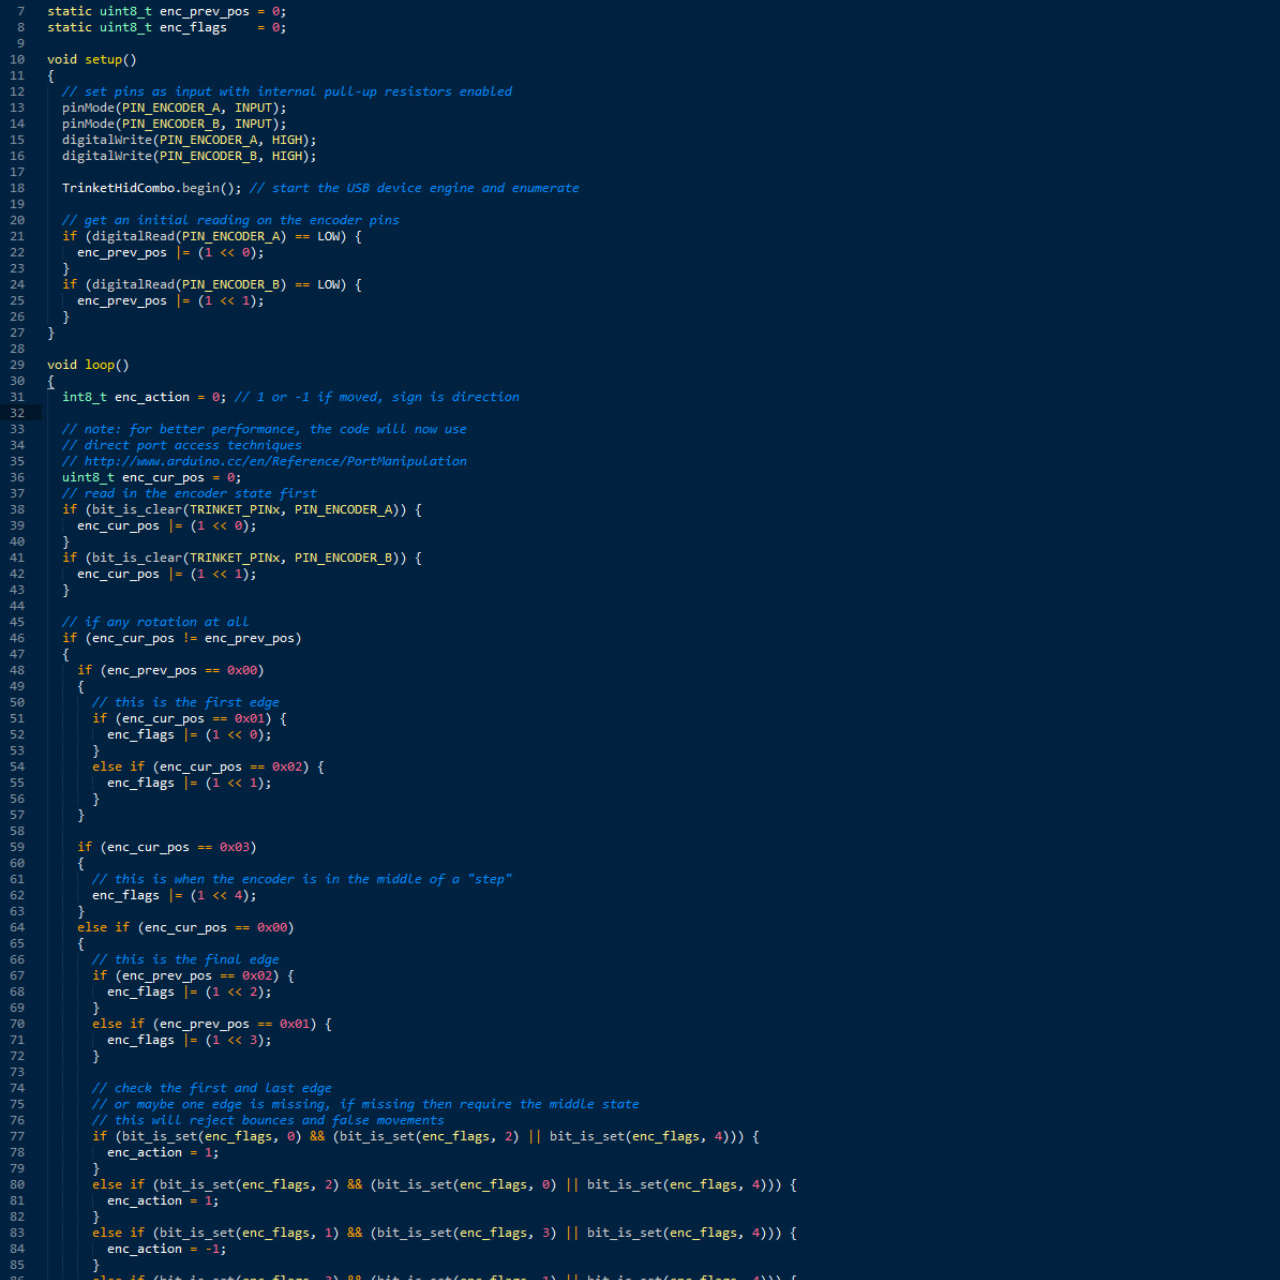 7 static uint8_t enc_prev_pos = 0;
8 static uint8_t enc_flags    = 0;
9
10 void setup()
11 {
12   // set pins as input with internal pull-up resistors enabled
13   pinMode(PIN_ENCODER_A, INPUT);
14   pinMode(PIN_ENCODER_B, INPUT);
15   digitalWrite(PIN_ENCODER_A, HIGH);
16   digitalWrite(PIN_ENCODER_B, HIGH);
17
18   TrinketHidCombo.begin(); // start the USB device engine and enumerate
19
20   // get an initial reading on the encoder pins
21   if (digitalRead(PIN_ENCODER_A) == LOW) {
22     enc_prev_pos |= (1 << 0);
23   }
24   if (digitalRead(PIN_ENCODER_B) == LOW) {
25     enc_prev_pos |= (1 << 1);
26   }
27 }
28
29 void loop()
30 {
31   int8_t enc_action = 0; // 1 or -1 if moved, sign is direction
32
33   // note: for better performance, the code will now use
34   // direct port access techniques
35   // http://www.arduino.cc/en/Reference/PortManipulation
36   uint8_t enc_cur_pos = 0;
37   // read in the encoder state first
38   if (bit_is_clear(TRINKET_PINx, PIN_ENCODER_A)) {
39     enc_cur_pos |= (1 << 0);
40   }
41   if (bit_is_clear(TRINKET_PINx, PIN_ENCODER_B)) {
42     enc_cur_pos |= (1 << 1);
43   }
44
45   // if any rotation at all
46   if (enc_cur_pos != enc_prev_pos)
47   {
48     if (enc_prev_pos == 0x00)
49     {
50       // this is the first edge
51       if (enc_cur_pos == 0x01) {
52         enc_flags |= (1 << 0);
53       }
54       else if (enc_cur_pos == 0x02) {
55         enc_flags |= (1 << 1);
56       }
57     }
58
59     if (enc_cur_pos == 0x03)
60     {
61       // this is when the encoder is in the middle of a "step"
62       enc_flags |= (1 << 4);
63     }
64     else if (enc_cur_pos == 0x00)
65     {
66       // this is the final edge
67       if (enc_prev_pos == 0x02) {
68         enc_flags |= (1 << 2);
69       }
70       else if (enc_prev_pos == 0x01) {
71         enc_flags |= (1 << 3);
72       }
73
74       // check the first and last edge
75       // or maybe one edge is missing, if missing then require the middle state
76       // this will reject bounces and false movements
77       if (bit_is_set(enc_flags, 0) && (bit_is_set(enc_flags, 2) || bit_is_set(enc_flags, 4))) {
78         enc_action = 1;
79       }
80       else if (bit_is_set(enc_flags, 2) && (bit_is_set(enc_flags, 0) || bit_is_set(enc_flags, 4))) {
81         enc_action = 1;
82       }
83       else if (bit_is_set(enc_flags, 1) && (bit_is_set(enc_flags, 3) || bit_is_set(enc_flags, 4))) {
84         enc_action = -1;
85       }